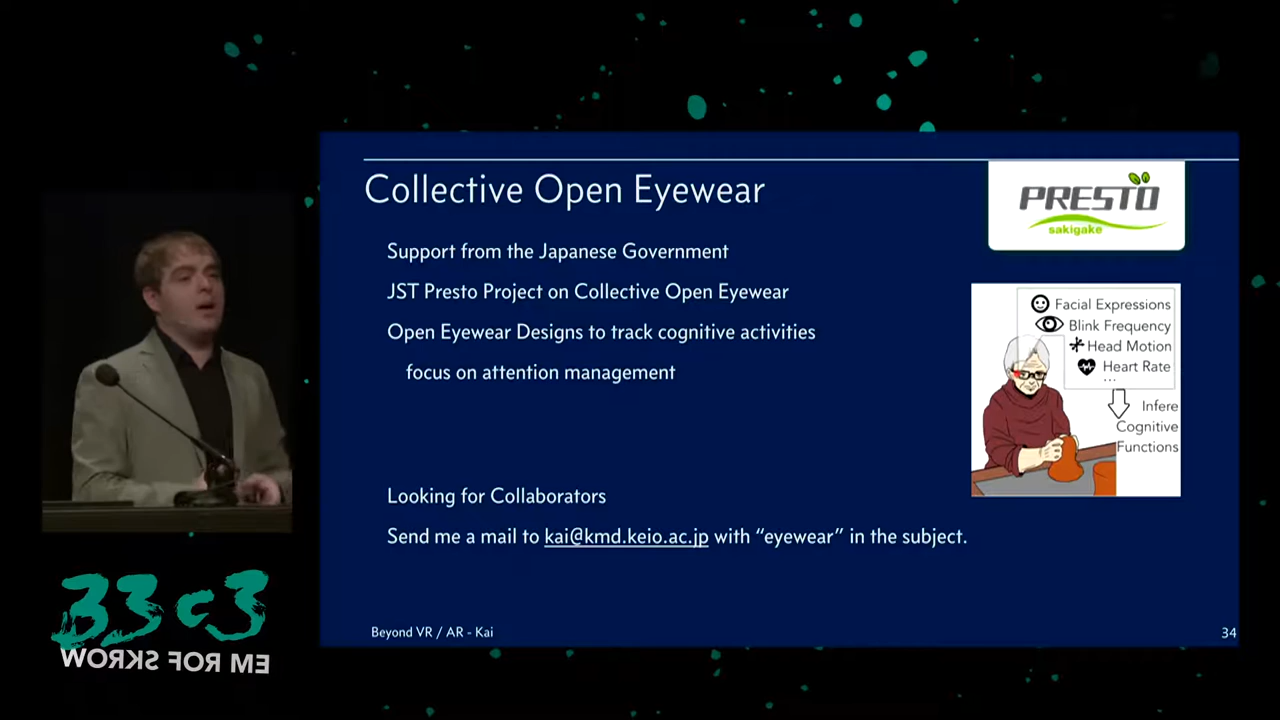 Collective Open Eyewear
PRESTO
sakigake
Support from the Japanese Government
JST Presto Project on Collective Open Eyewear
Open Eyewear Designs to track cognitive activities
focus on attention management
Facial Expressions
Blink Frequency
Head Motion
Heart Rate
...
Infere
Cognitive
Functions
Looking for Collaborators
Send me a mail to kai@kmd.keio.ac.jp with “eyewear” in the subject.
33c3
WORKS FOR ME
Beyond VR / AR - Kai
34